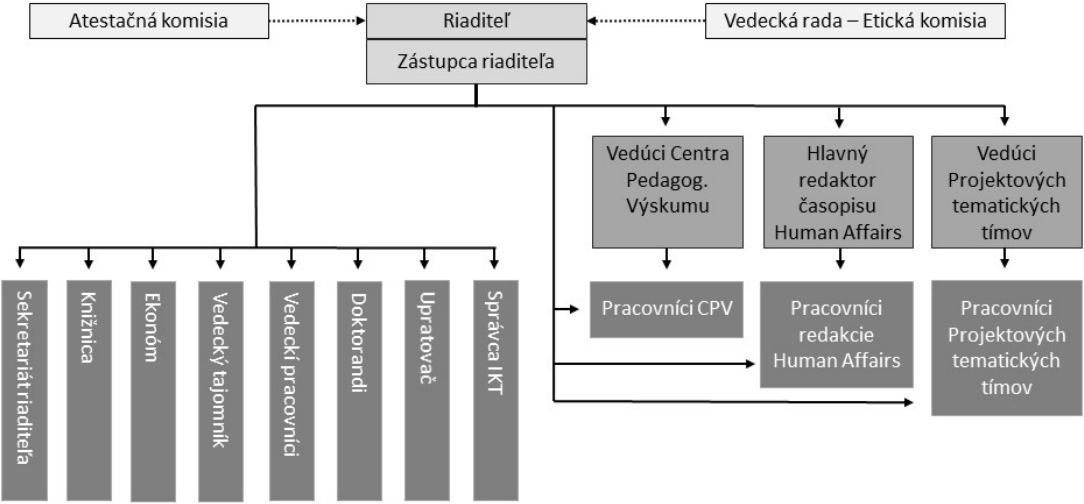 Atestačná komisia
Riaditeľ
Vedecká rada – Etická komisia
Zástupca riaditeľa
Vedúci Centra
Pedagog.
Výskumu
Hlavný
redaktor
časopisu
Human Affairs
Vedúci
Projektových
tematických
tímov
Sekretariát riaditeľa
Knižnica
Ekonóm
Vedecký tajomník
Vedeckí pracovníci
Doktorandi
Upratovač
Správca IKT
Pracovníci CPV
Pracovníci
redakcie
Human Affairs
Pracovníci
Projektových
tematických
tímov